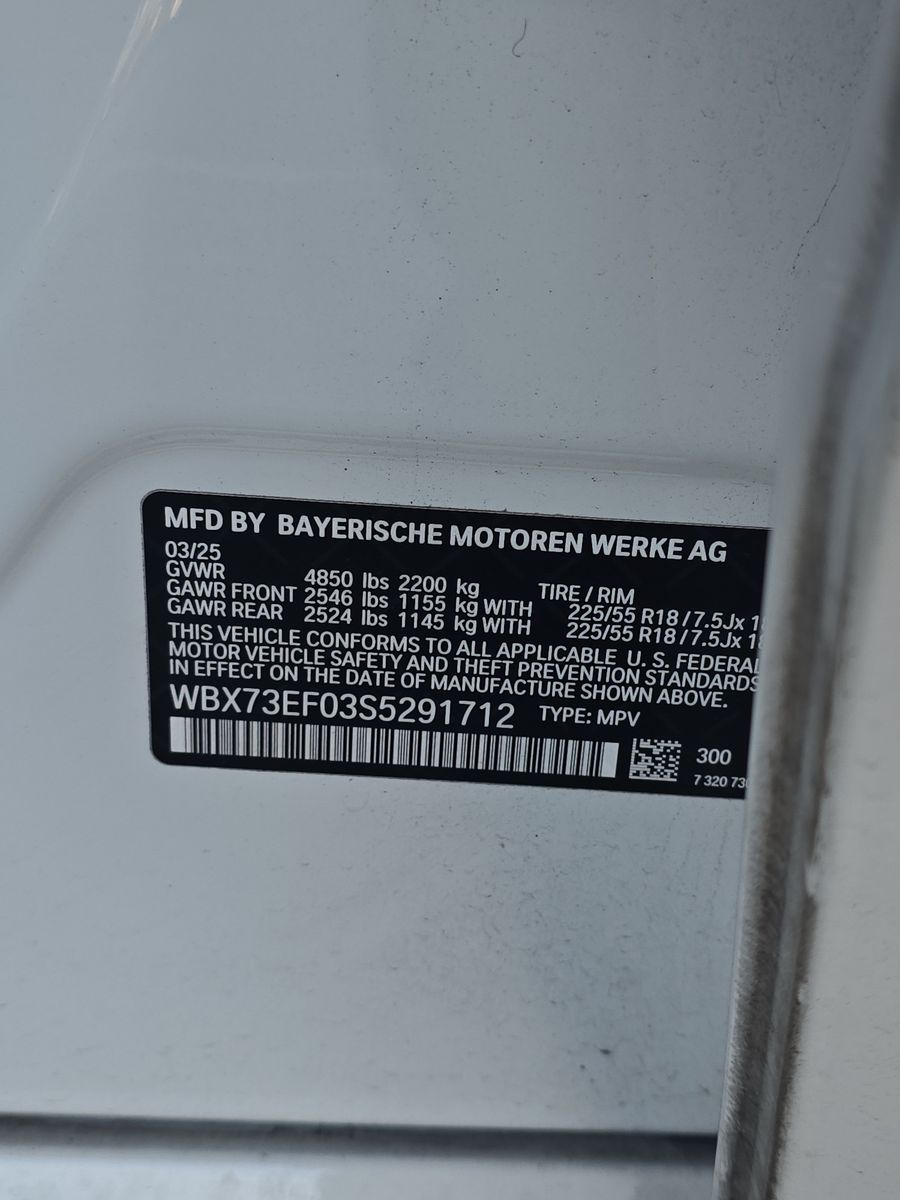 MFD BY BAYERISCHE MOTOREN WERKE AG
03/25
GVWR 4850 lbs 2200 kg TIRE / RIM
GAWR FRONT 2546 lbs 1155 kg WITH 225/55 R18 / 7.5Jx
GAWR REAR 2524 lbs 1145 kg WITH 225/55 R18 / 7.5Jx
THIS VEHICLE CONFORMS TO ALL APPLICABLE U. S. FEDERAL
MOTOR VEHICLE SAFETY AND THEFT PREVENTION STANDARDS
IN EFFECT ON THE DATE OF MANUFACTURE SHOWN ABOVE.
WBX73EF03S5291712 TYPE: MPV
300
7 320